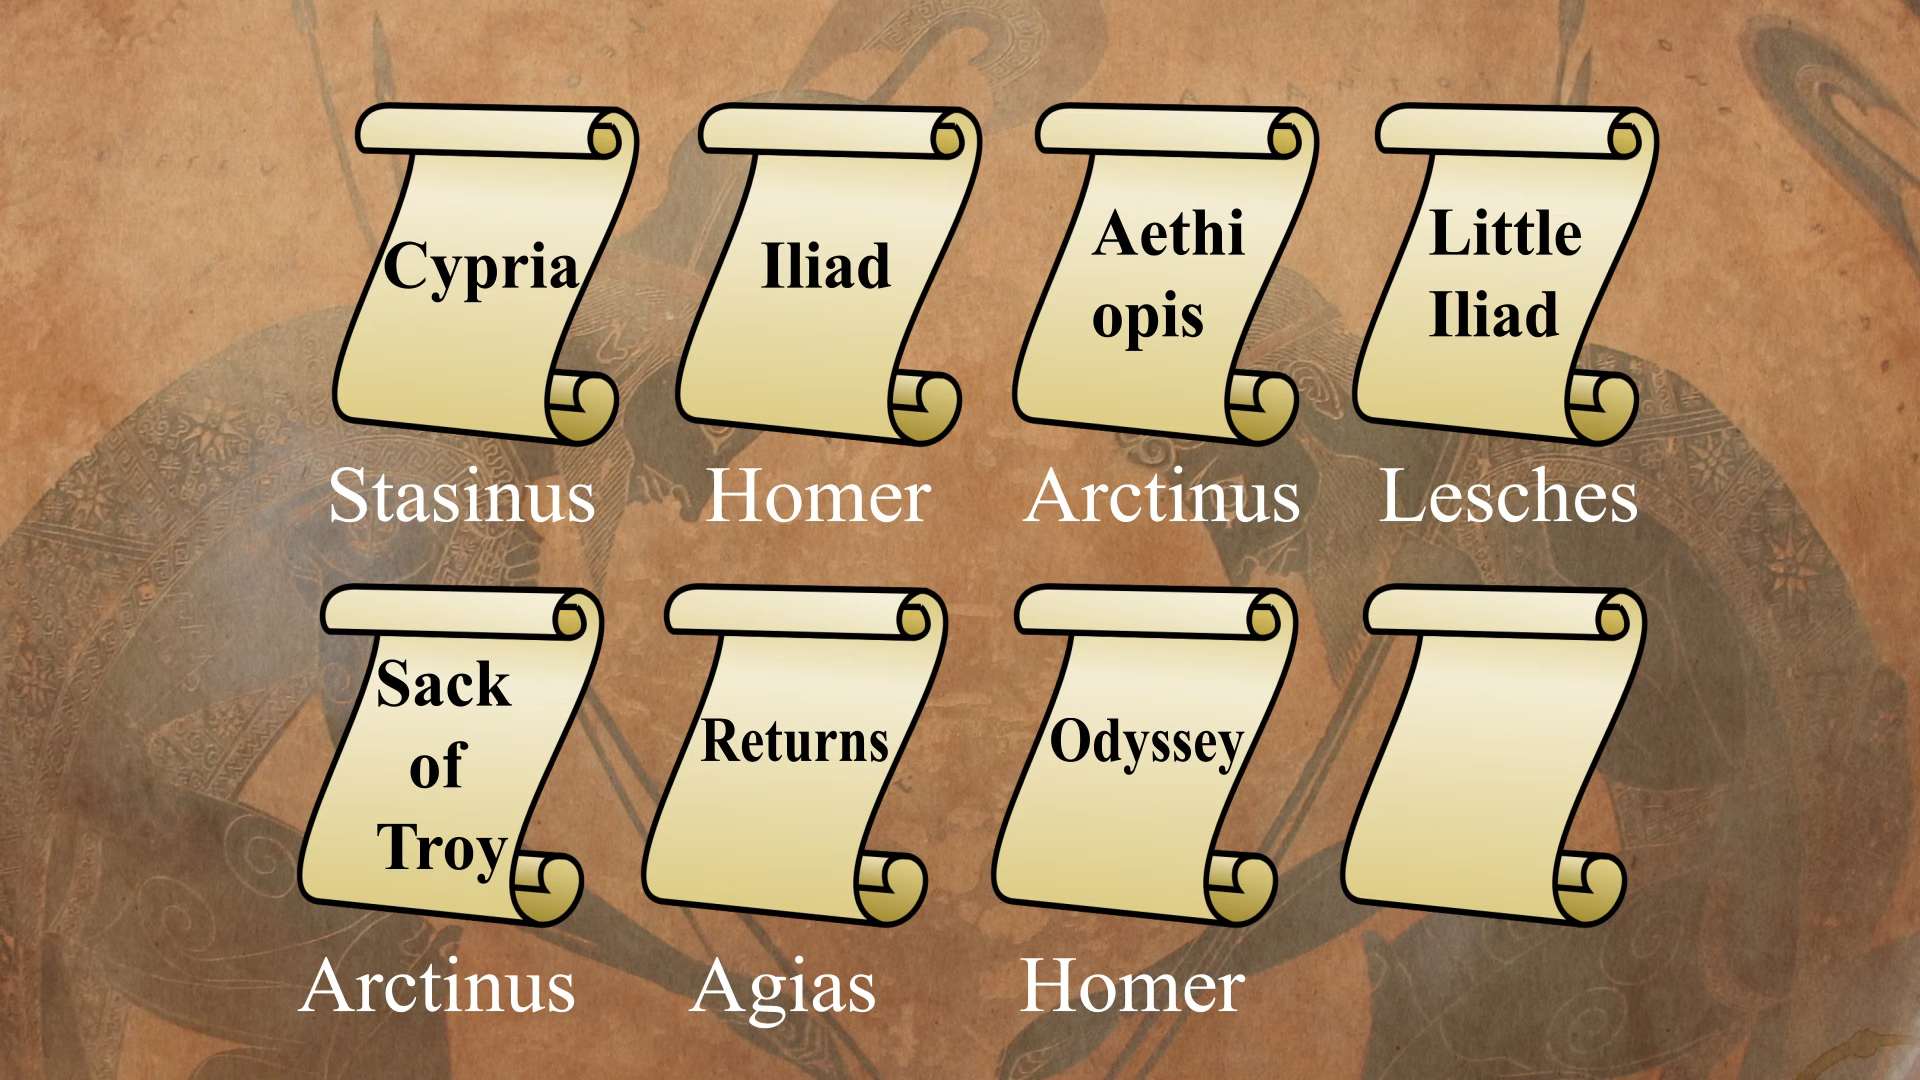 Cypria
Iliad
Aethi
opis
Little
Iliad
Stasinus
Homer
Arctinus
Lesches
Sack
of
Troy
Returns
Odyssey
Arctinus
Agias
Homer